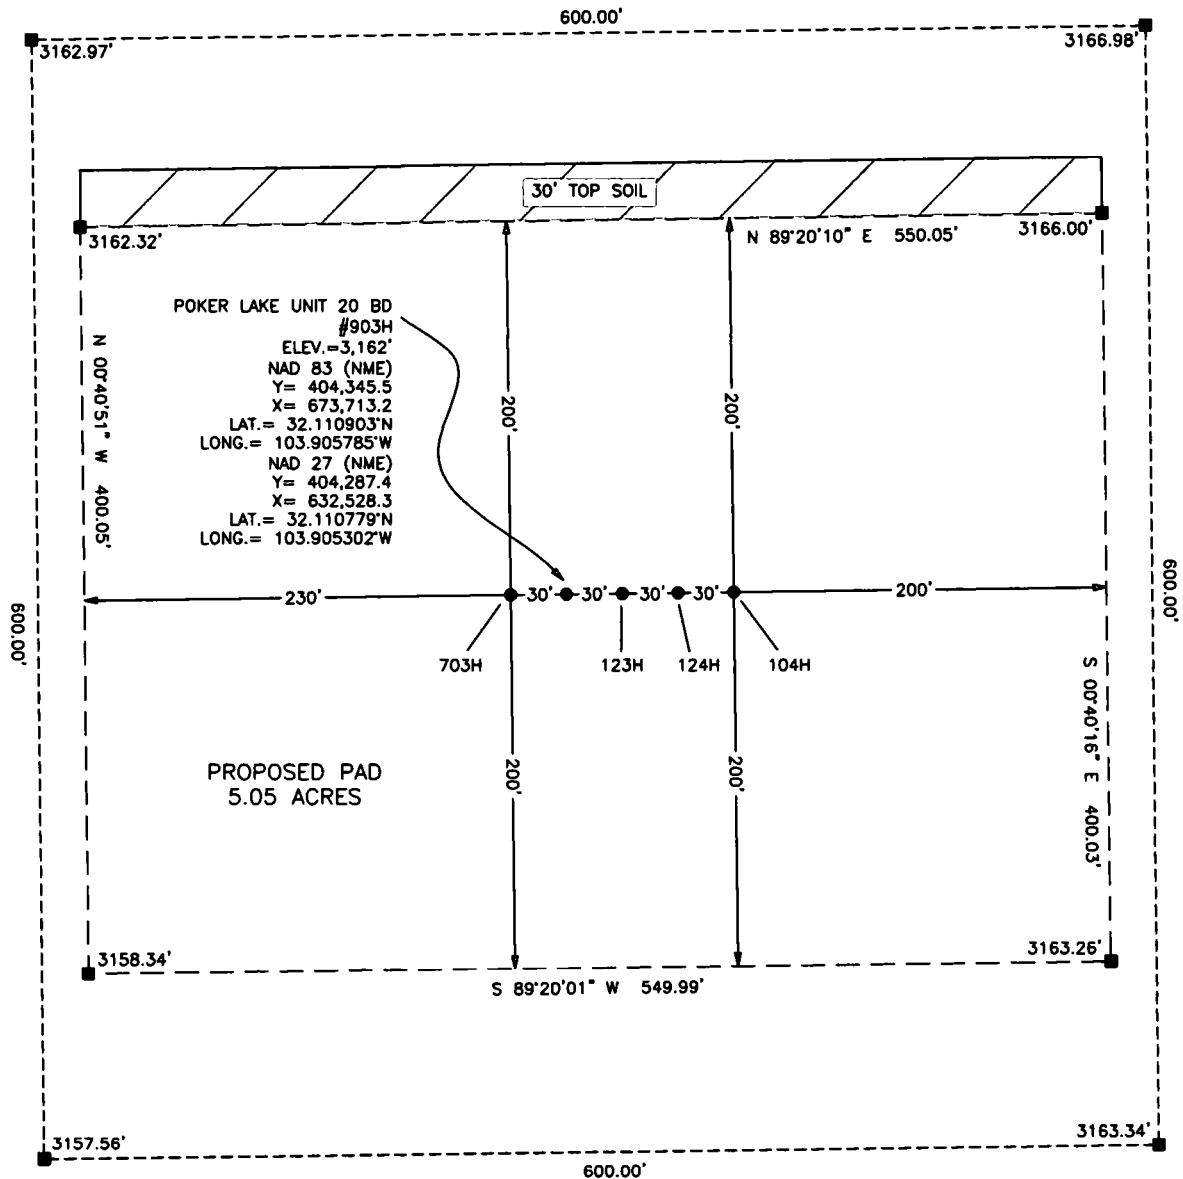 600.00'
3162.97'
3166.98'
30' TOP SOIL
3162.32'
3166.00'
N 89°20'10" E 550.05'
POKER LAKE UNIT 20 BD
#903H
ELEV.=3,162'
NAD 83 (NME)
Y= 404,345.5
X= 673,713.2
LAT.= 32.110903°N
LONG.= 103.905785°W
NAD 27 (NME)
Y= 404,287.4
X= 632,528.3
LAT.= 32.110779°N
LONG.= 103.905302°W
N 00°40'51" W 400.05'
200'
200'
230'
30'
30'
30'
30'
200'
600.00'
600.00'
703H
123H
124H
104H
S 00°40'16" E 400.03'
PROPOSED PAD
5.05 ACRES
200'
200'
3158.34'
3163.26'
S 89°20'01" W 549.99'
3157.56'
3163.34'
600.00'